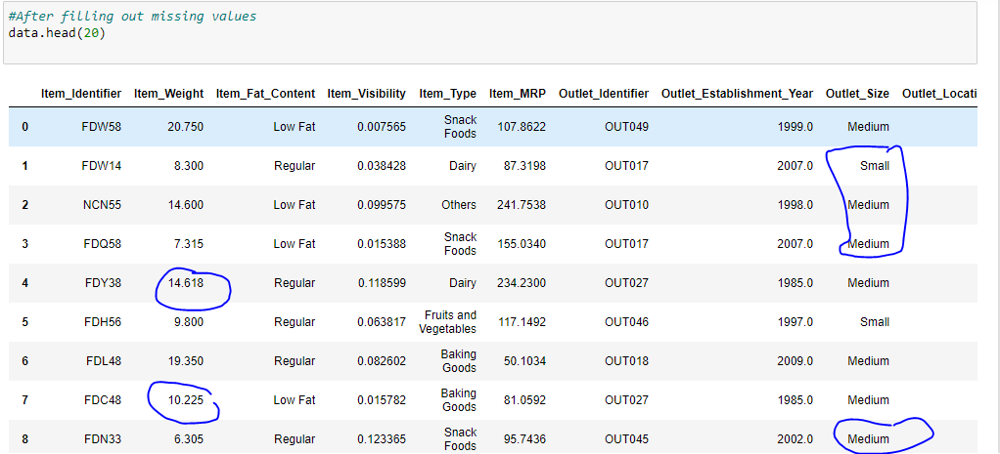 #After filling out missing values
data.head(20)
Item_Identifier Item_Weight Item_Fat_Content Item_Visibility Item_Type Item_MRP Outlet_Identifier Outlet_Establishment_Year Outlet_Size Outlet_Locati
0 FDW58 20.750 Low Fat 0.007565 Snack Foods 107.8622 OUT049 1999.0 Medium
1 FDW14 8.300 Regular 0.038428 Dairy 87.3198 OUT017 2007.0 Small
2 NCN55 14.600 Low Fat 0.099575 Others 241.7538 OUT010 1998.0 Medium
3 FDQ58 7.315 Low Fat 0.015388 Snack Foods 155.0340 OUT017 2007.0 Medium
4 FDY38 14.618 Regular 0.118599 Dairy 234.2300 OUT027 1985.0 Medium
5 FDH56 9.800 Regular 0.063817 Fruits and Vegetables 117.1492 OUT046 1997.0 Small
6 FDL48 19.350 Regular 0.082602 Baking Goods 50.1034 OUT018 2009.0 Medium
7 FDC48 10.225 Low Fat 0.015782 Baking Goods 81.0592 OUT027 1985.0 Medium
8 FDN33 6.305 Regular 0.123365 Snack Foods 95.7436 OUT045 2002.0 Medium